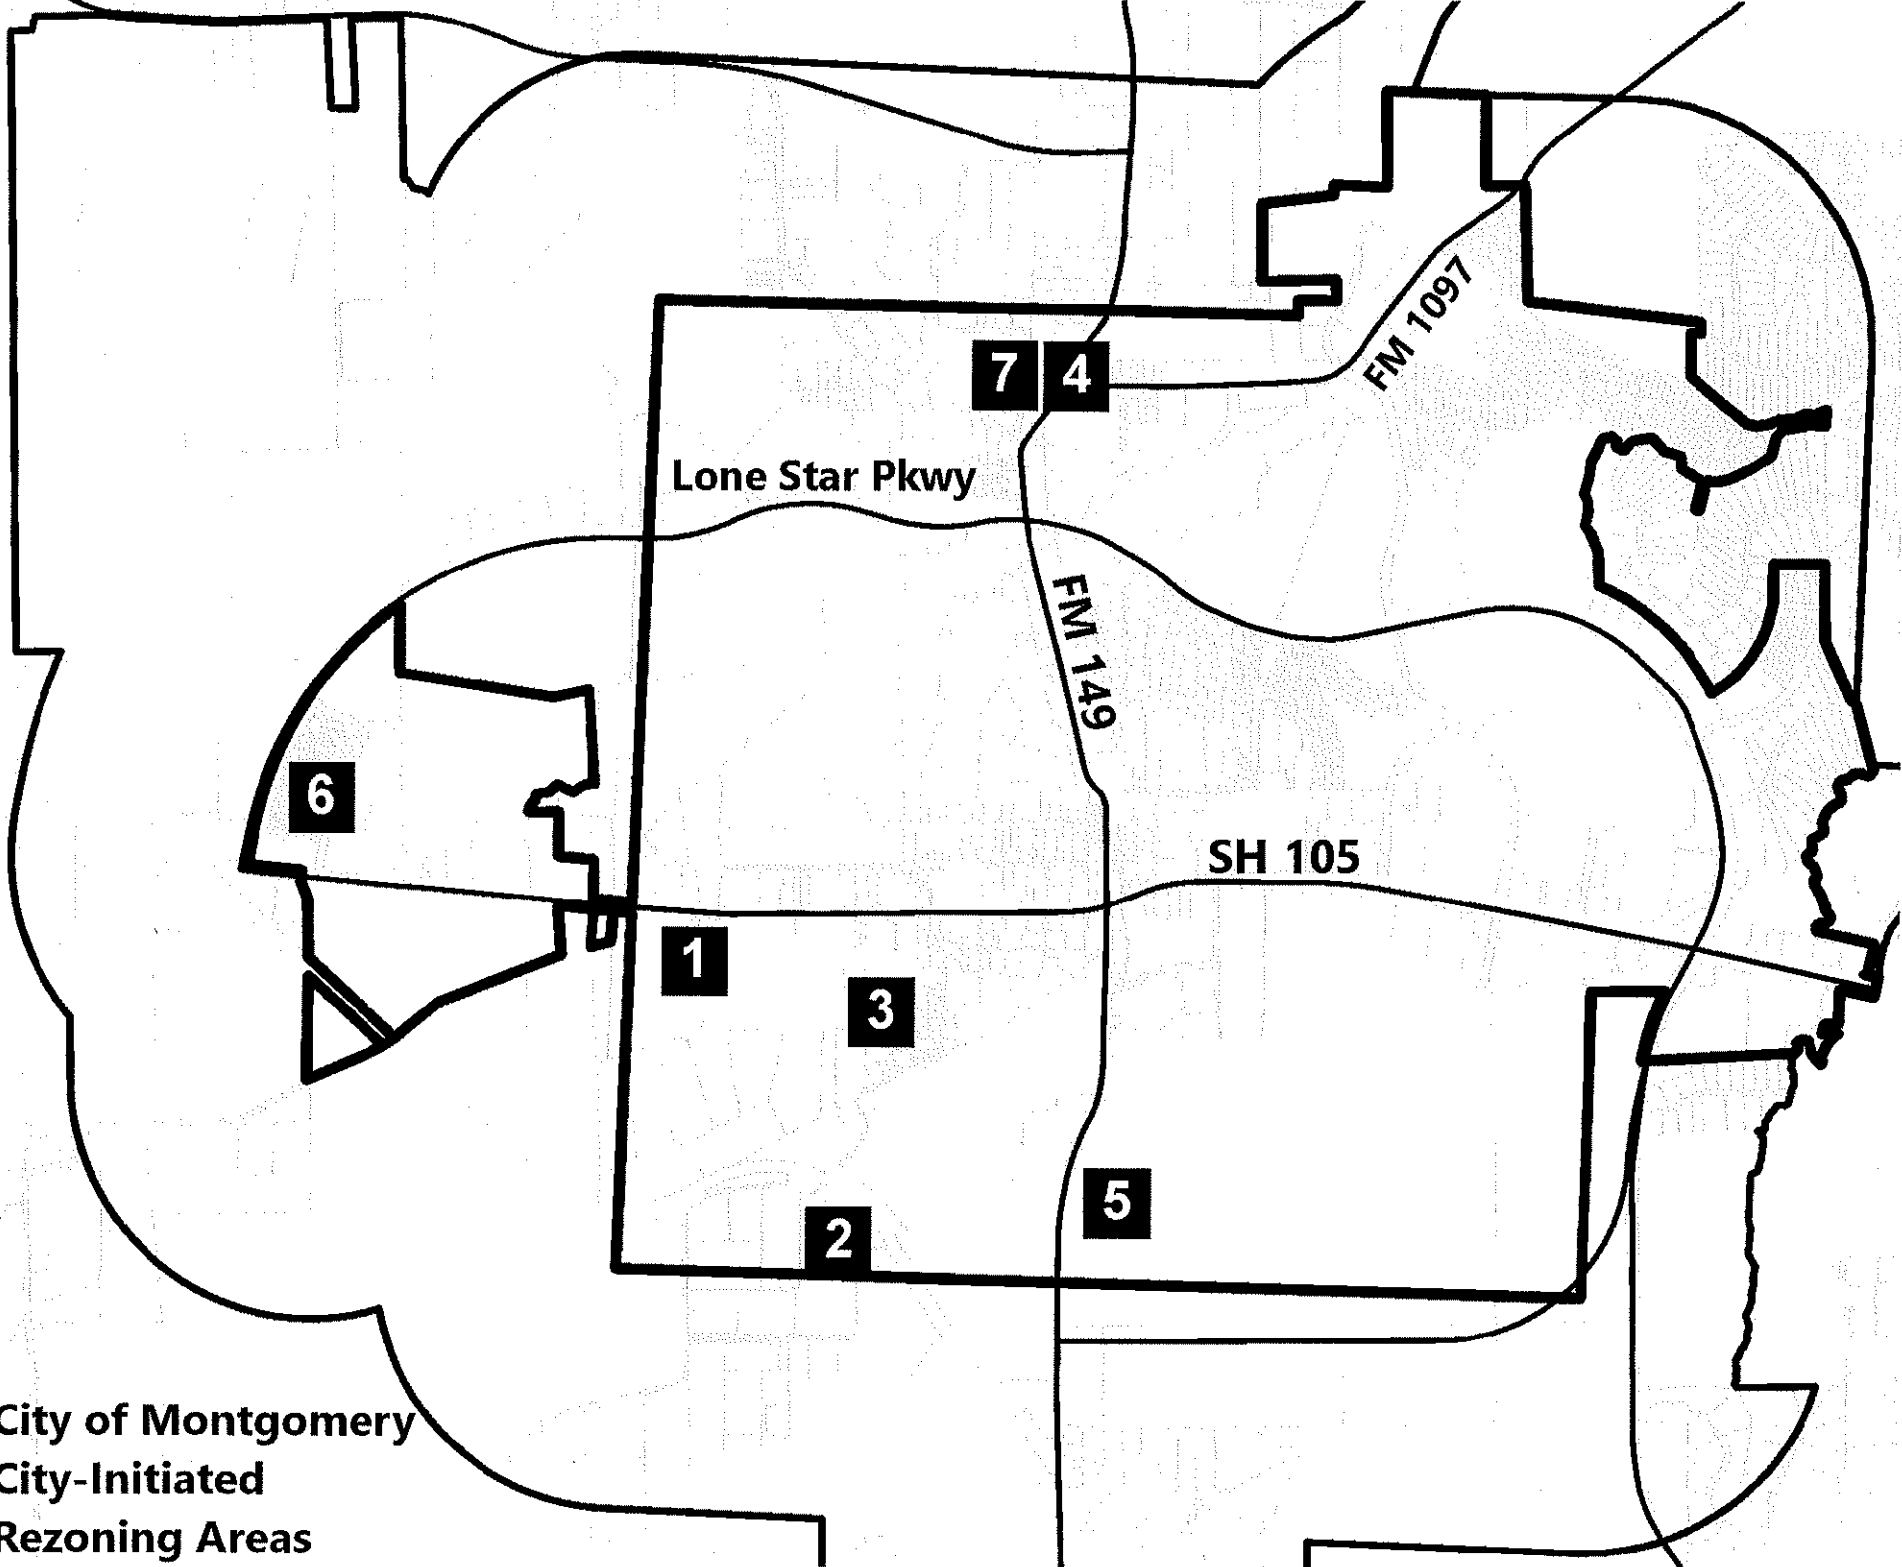 FM 1097
7
4
Lone Star Pkwy
FM 149
6
SH 105
1
3
5
2
City of Montgomery
City-Initiated
Rezoning Areas